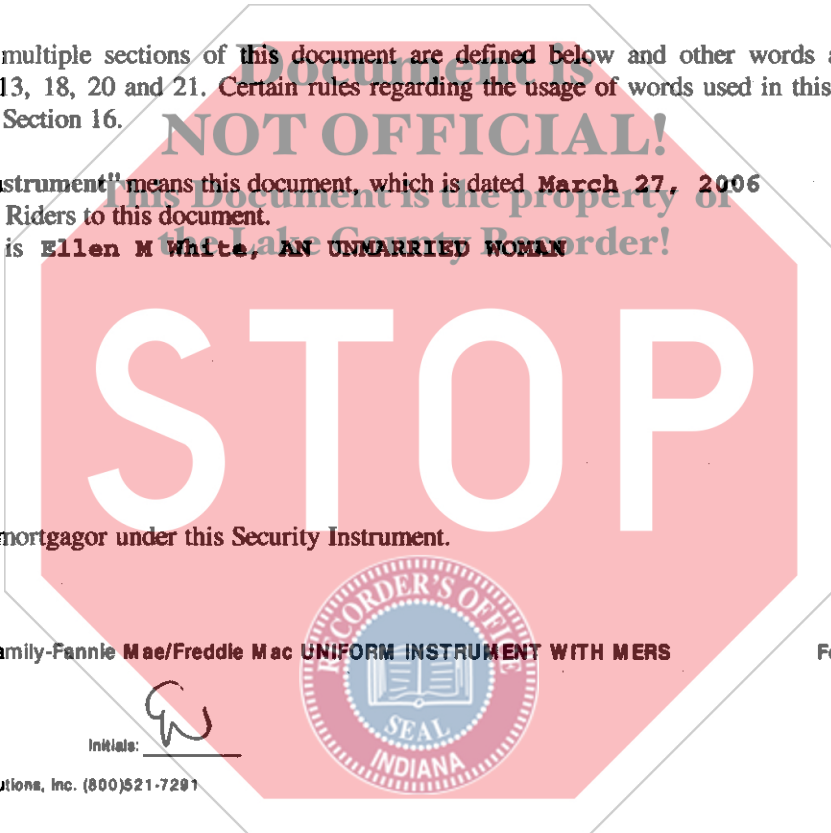 multiple sections of this document are defined below and other words
13, 18, 20 and 21. Certain rules regarding the usage of words used in this
Section 16.
Document is
NOT OFFICIAL!
This Document is the property of
the Lake County Recorder!
strument" means this document, which is dated March 27, 2006
Riders to this document.
is Ellen M White, AN UNMARRIED WOMAN
STOP
mortgagor under this Security Instrument.
RECORDER'S OFFICE
SEAL
INDIANA
amily-Fannie Mae/Freddie Mac UNIFORM INSTRUMENT WITH MERS
Initials:
utions, Inc. (800)521-7291